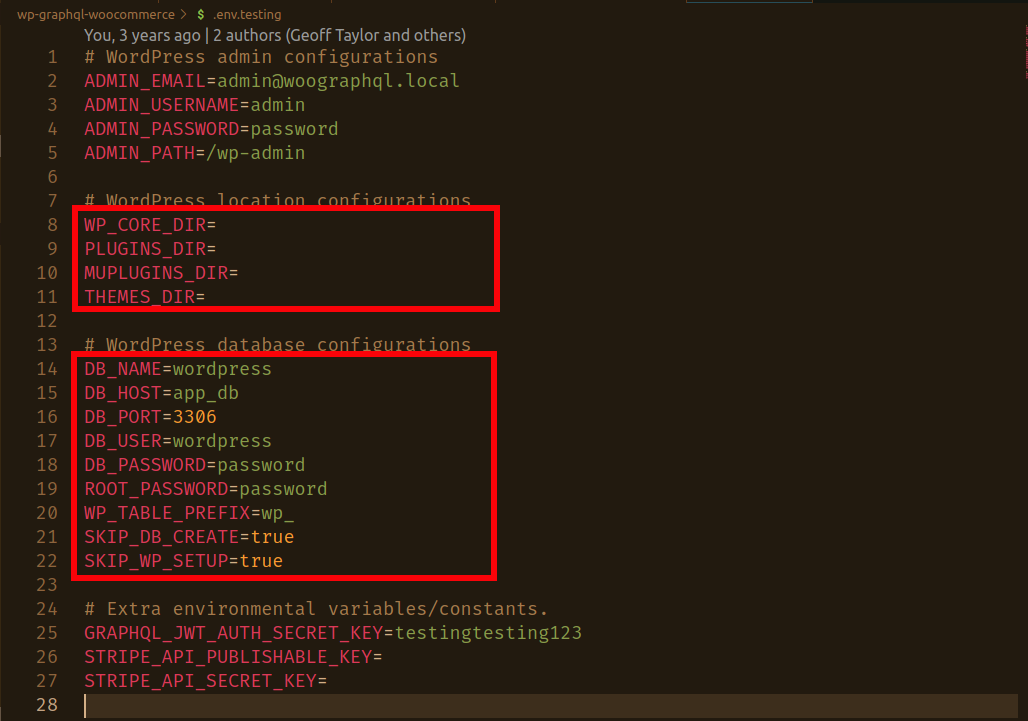 wp-graphql-woocommerce > $ .env.testing
You, 3 years ago | 2 authors (Geoff Taylor and others)
1 # WordPress admin configurations
2 ADMIN_EMAIL=admin@woographql.local
3 ADMIN_USERNAME=admin
4 ADMIN_PASSWORD=password
5 ADMIN_PATH=/wp-admin
6
7 # WordPress location configurations
8 WP_CORE_DIR=
9 PLUGINS_DIR=
10 MUPLUGINS_DIR=
11 THEMES_DIR=
12
13 # WordPress database configurations
14 DB_NAME=wordpress
15 DB_HOST=app_db
16 DB_PORT=3306
17 DB_USER=wordpress
18 DB_PASSWORD=password
19 ROOT_PASSWORD=password
20 WP_TABLE_PREFIX=wp_
21 SKIP_DB_CREATE=true
22 SKIP_WP_SETUP=true
23
24 # Extra environmental variables/constants.
25 GRAPHQL_JWT_AUTH_SECRET_KEY=testingtesting123
26 STRIPE_API_PUBLISHABLE_KEY=
27 STRIPE_API_SECRET_KEY=
28